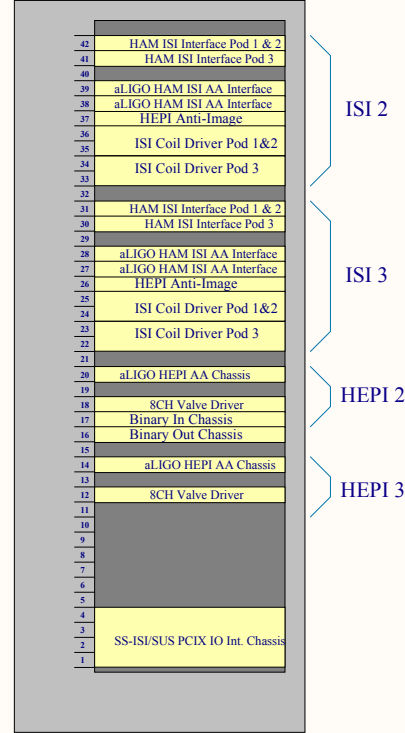 42 HAM ISI Interface Pod 1 & 2
41 HAM ISI Interface Pod 3
40
39 aLIGO HAM ISI AA Interface
38 aLIGO HAM ISI AA Interface
37 HEPI Anti-Image
36
ISI Coil Driver Pod 1&2
35
34
ISI Coil Driver Pod 3
33
ISI 2
32
31 HAM ISI Interface Pod 1 & 2
30 HAM ISI Interface Pod 3
29
28 aLIGO HAM ISI AA Interface
27 aLIGO HAM ISI AA Interface
26 HEPI Anti-Image
25
ISI Coil Driver Pod 1&2
24
23
ISI Coil Driver Pod 3
22
ISI 3
21
20 aLIGO HEPI AA Chassis
19
18 8CH Valve Driver
17 Binary In Chassis
HEPI 2
16 Binary Out Chassis
15
14 aLIGO HEPI AA Chassis
13
12 8CH Valve Driver
11
HEPI 3
10
9
8
7
6
5
4
3
SS-ISI/SUS PCIX IO Int. Chassis
2
1